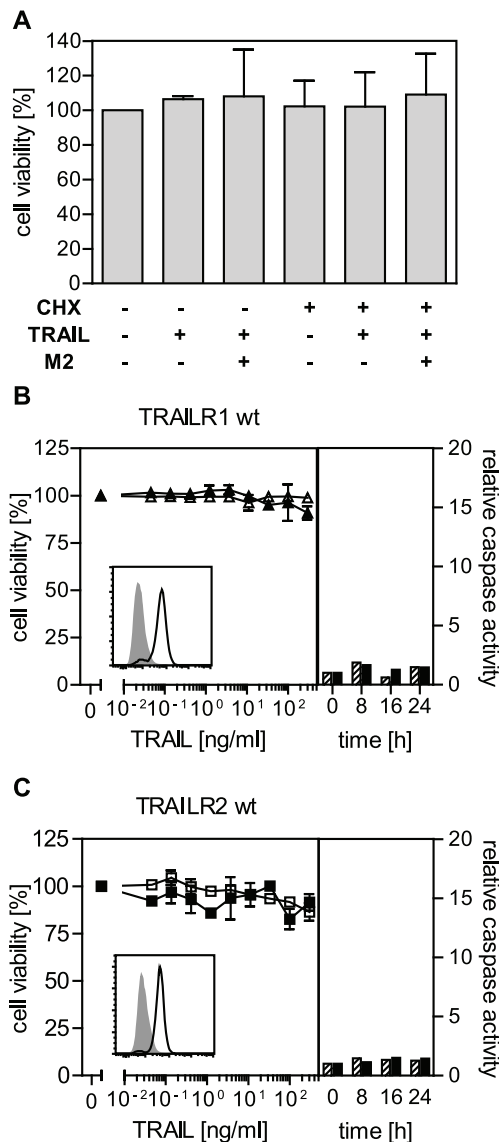 A
cell viability [%]
140
120
100
80
60
40
20
0
CHX - - - + + +
TRAIL - + + - + +
M2 - - + - - +
B
TRAILR1 wt
cell viability [%]
125
100
75
50
25
0
20
15
10
5
0
relative caspase activity
0 10-2 10-1 100 101 102
0 8 16 24
TRAIL [ng/ml]
time [h]
C
TRAILR2 wt
cell viability [%]
125
100
75
50
25
0
20
15
10
5
0
relative caspase activity
0 10-2 10-1 100 101 102
0 8 16 24
TRAIL [ng/ml]
time [h]